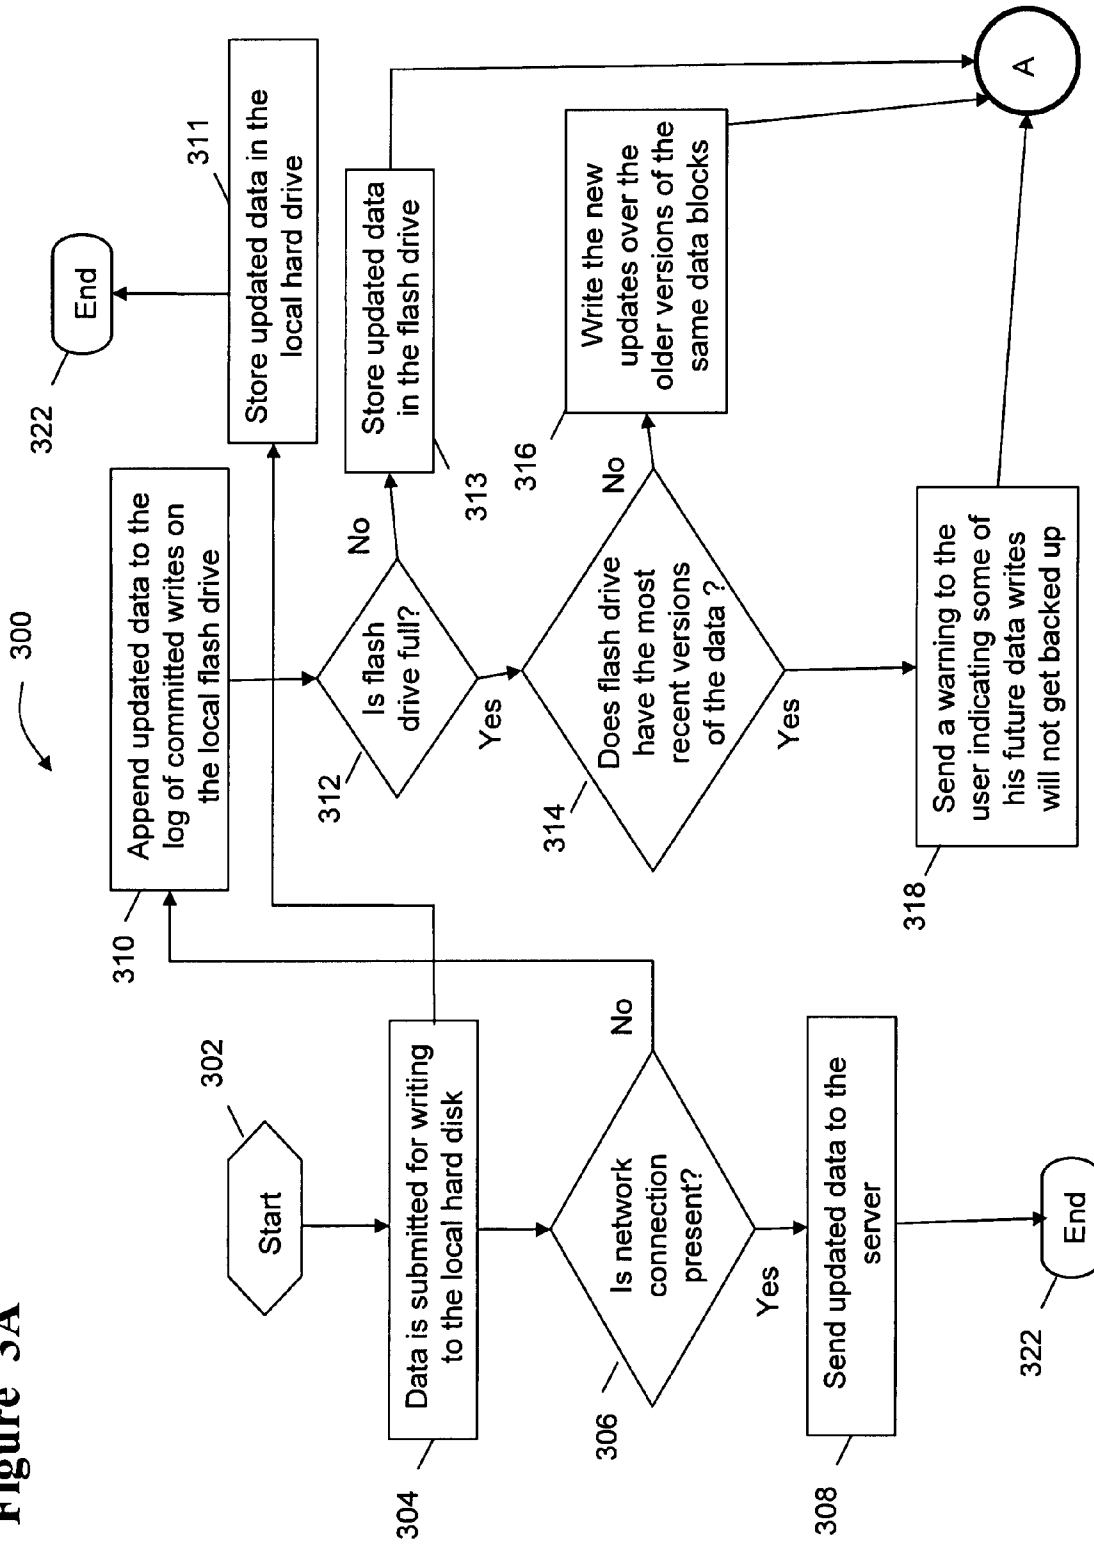 Figure 3A
300
302
Start
304
Data is submitted for writing
to the local hard disk
306
Is network
connection
present?
Yes
No
308
Send updated data to the
server
322
End
310
Append updated data to the
log of committed writes on
the local flash drive
312
Is flash
drive full?
No
Yes
314
Does flash drive
have the most
recent versions
of the data ?
No
Yes
318
Send a warning to the
user indicating some of
his future data writes
will not get backed up
322
End
311
Store updated data in the
local hard drive
313
Store updated data
in the flash drive
316
Write the new
updates over the
older versions of the
same data blocks
A